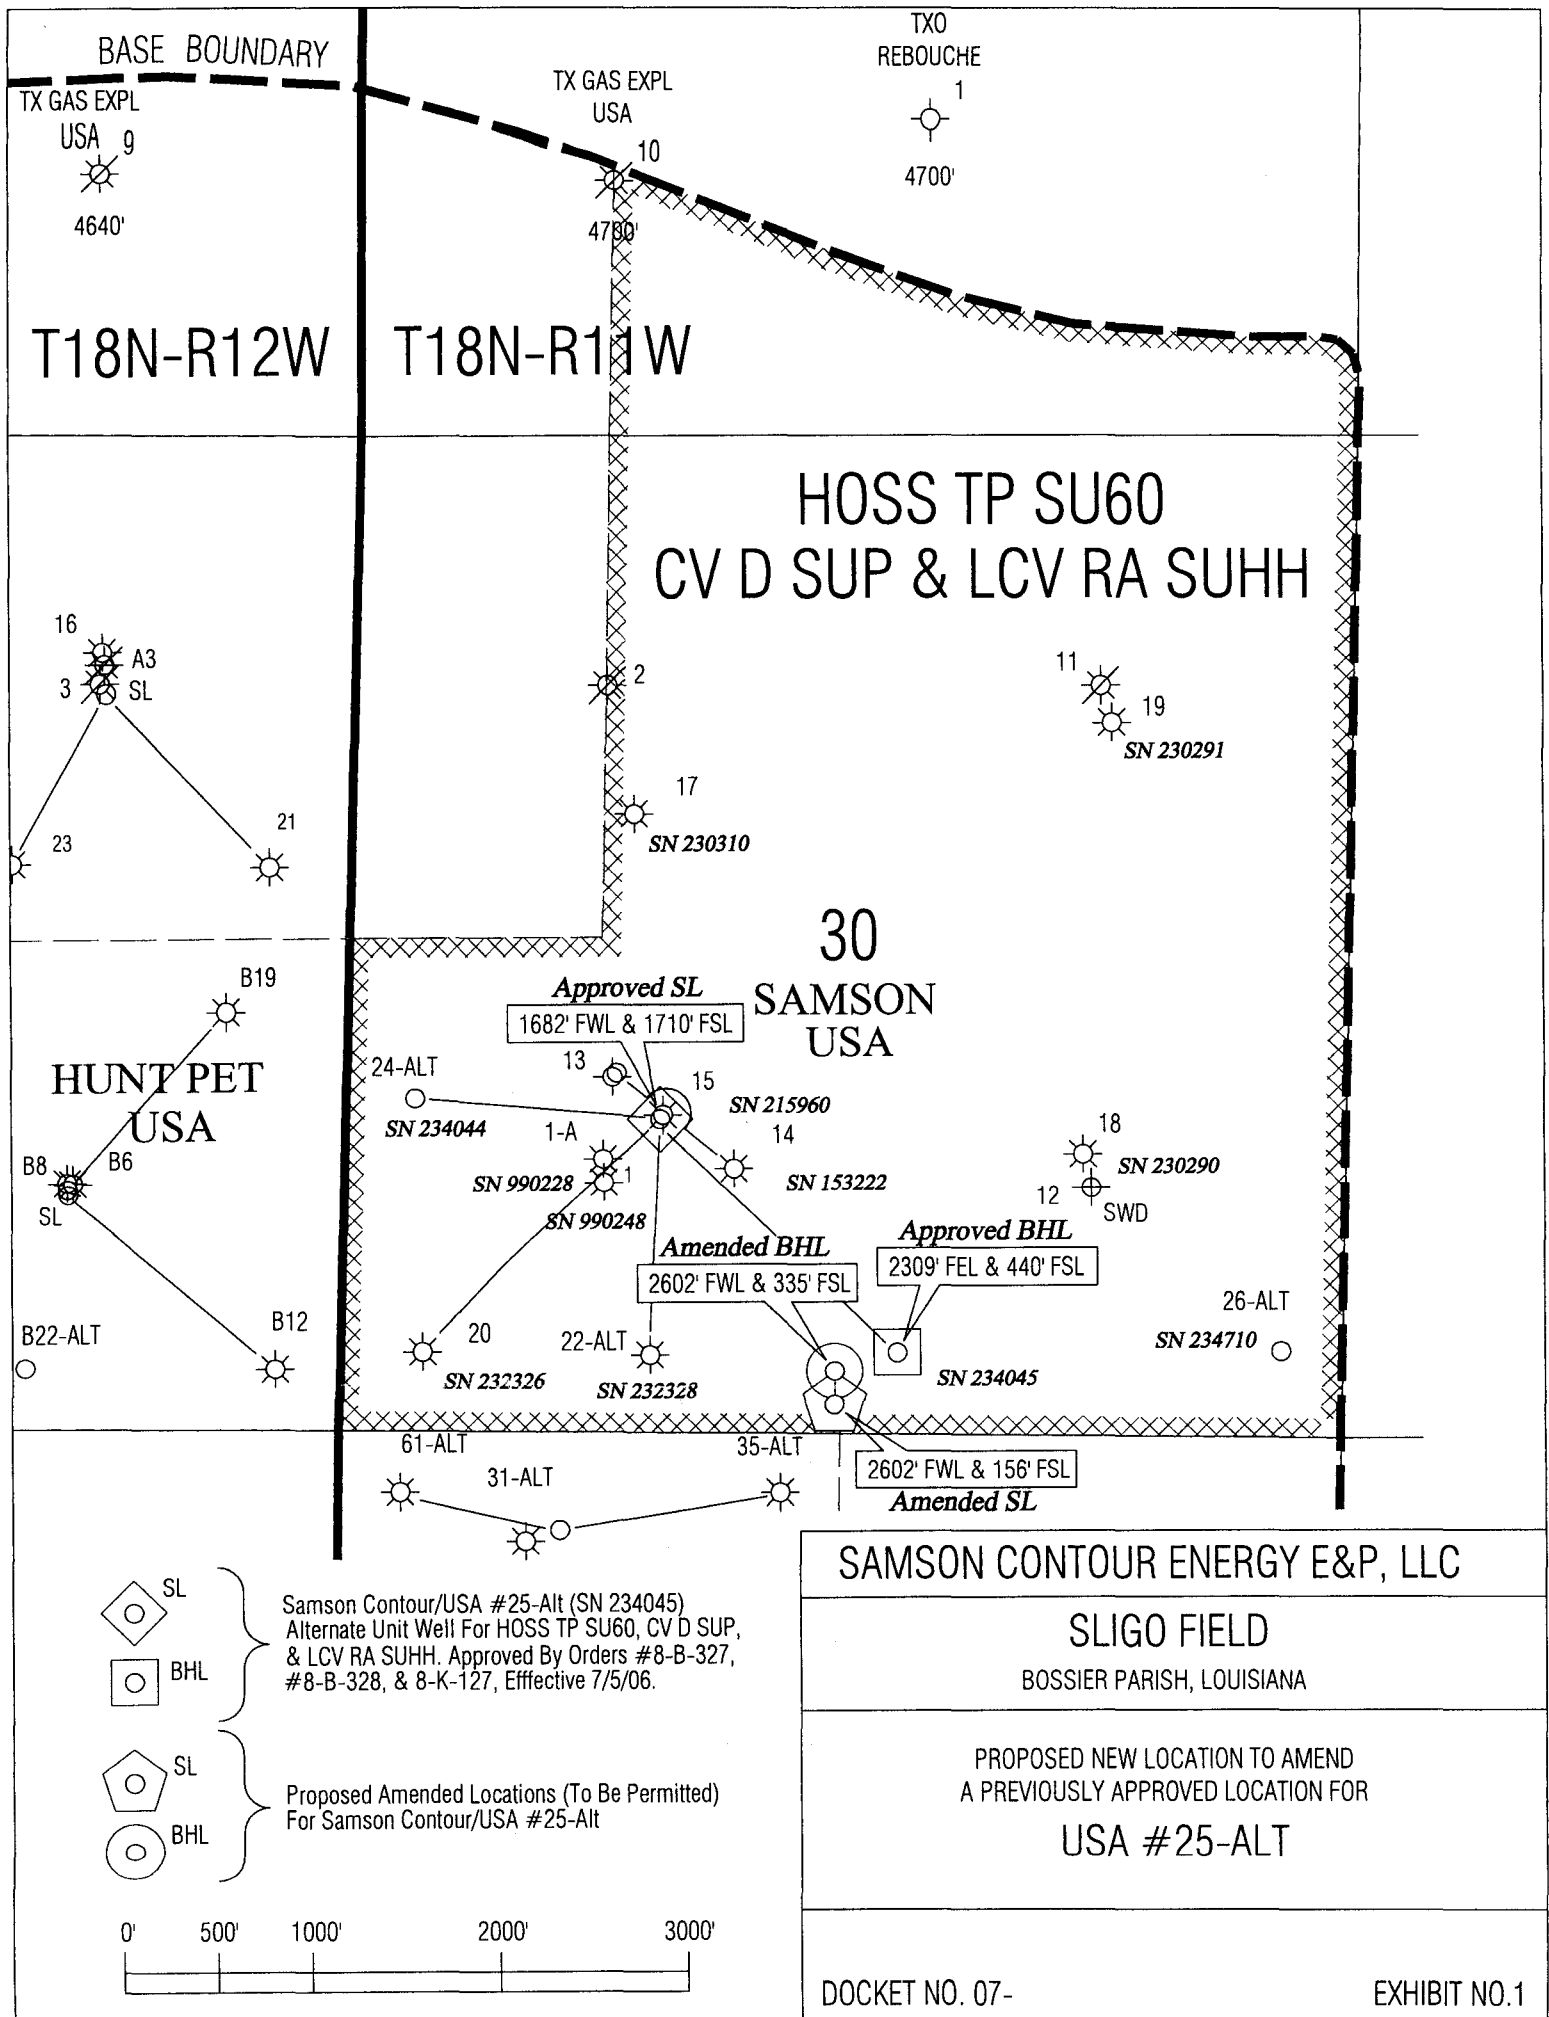 BASE BOUNDARY
TXO
REBOUCHE
1
4700'
TX GAS EXPL
USA
9
4640'
TX GAS EXPL
USA
10
4700'
T18N-R12W
T18N-R11W
HOSS TP SU60
CV D SUP & LCV RA SUHH
16
A3
3
SL
2
11
19
SN 230291
17
SN 230310
23
21
30
SAMSON
USA
B19
HUNT PET
USA
B8
B6
SL
B12
B22-ALT
Approved SL
1682' FWL & 1710' FSL
24-ALT
SN 234044
13
15
SN 215960
1-A
SN 990228
1
SN 990248
14
SN 153222
18
SN 230290
12
SWD
Amended BHL
2602' FWL & 335' FSL
Approved BHL
2309' FEL & 440' FSL
20
SN 232326
22-ALT
SN 232328
SN 234045
26-ALT
SN 234710
61-ALT
31-ALT
35-ALT
2602' FWL & 156' FSL
Amended SL
SL
BHL
Samson Contour/USA #25-Alt (SN 234045)
Alternate Unit Well For HOSS TP SU60, CV D SUP,
& LCV RA SUHH. Approved By Orders #8-B-327,
#8-B-328, & 8-K-127, Efffective 7/5/06.
SL
BHL
Proposed Amended Locations (To Be Permitted)
For Samson Contour/USA #25-Alt
0' 500' 1000' 2000' 3000'
SAMSON CONTOUR ENERGY E&P, LLC
SLIGO FIELD
BOSSIER PARISH, LOUISIANA
PROPOSED NEW LOCATION TO AMEND
A PREVIOUSLY APPROVED LOCATION FOR
USA #25-ALT
DOCKET NO. 07-
EXHIBIT NO.1